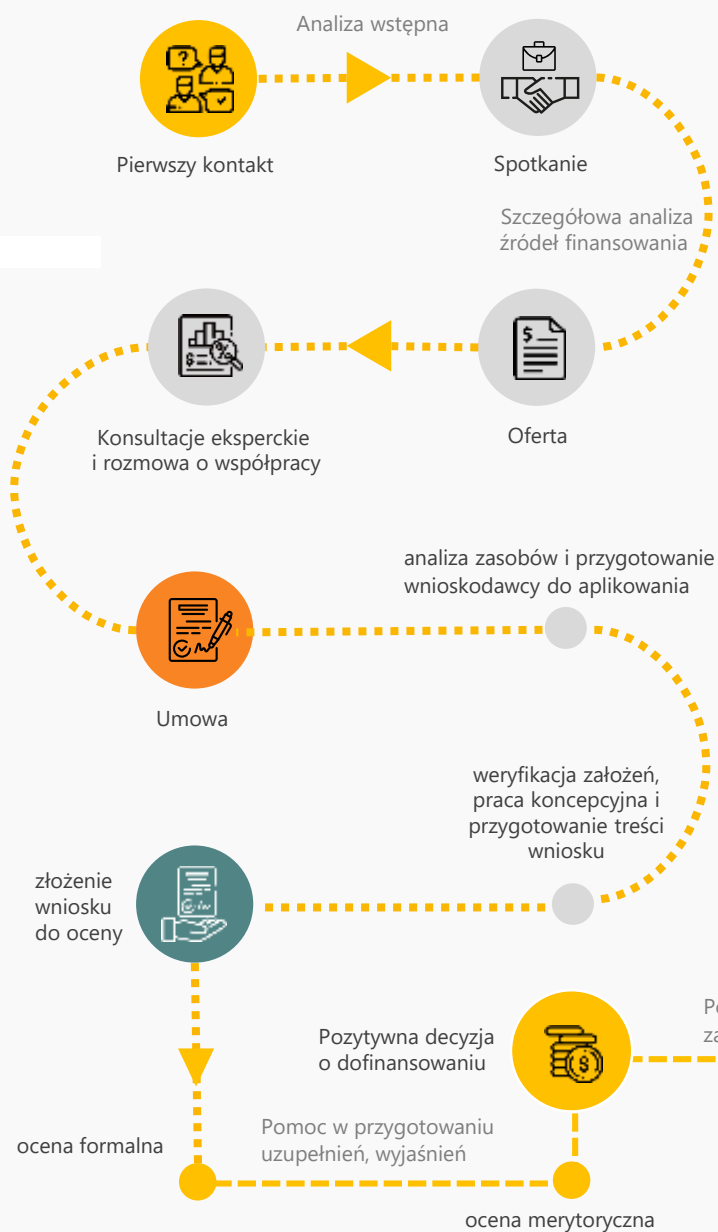 Analiza wstępna
Pierwszy kontakt
Spotkanie
Szczegółowa analiza
źródeł finansowania
Konsultacje eksperckie
i rozmowa o współpracy
Oferta
analiza zasobów i przygotowanie
wnioskodawcy do aplikowania
Umowa
weryfikacja założeń,
praca koncepcyjna i
przygotowanie treści
wniosku
złożenie
wniosku
do oceny
Pozytywna decyzja
o dofinansowaniu
ocena formalna
Pomoc w przygotowaniu
uzupełnień, wyjaśnień
ocena merytoryczna